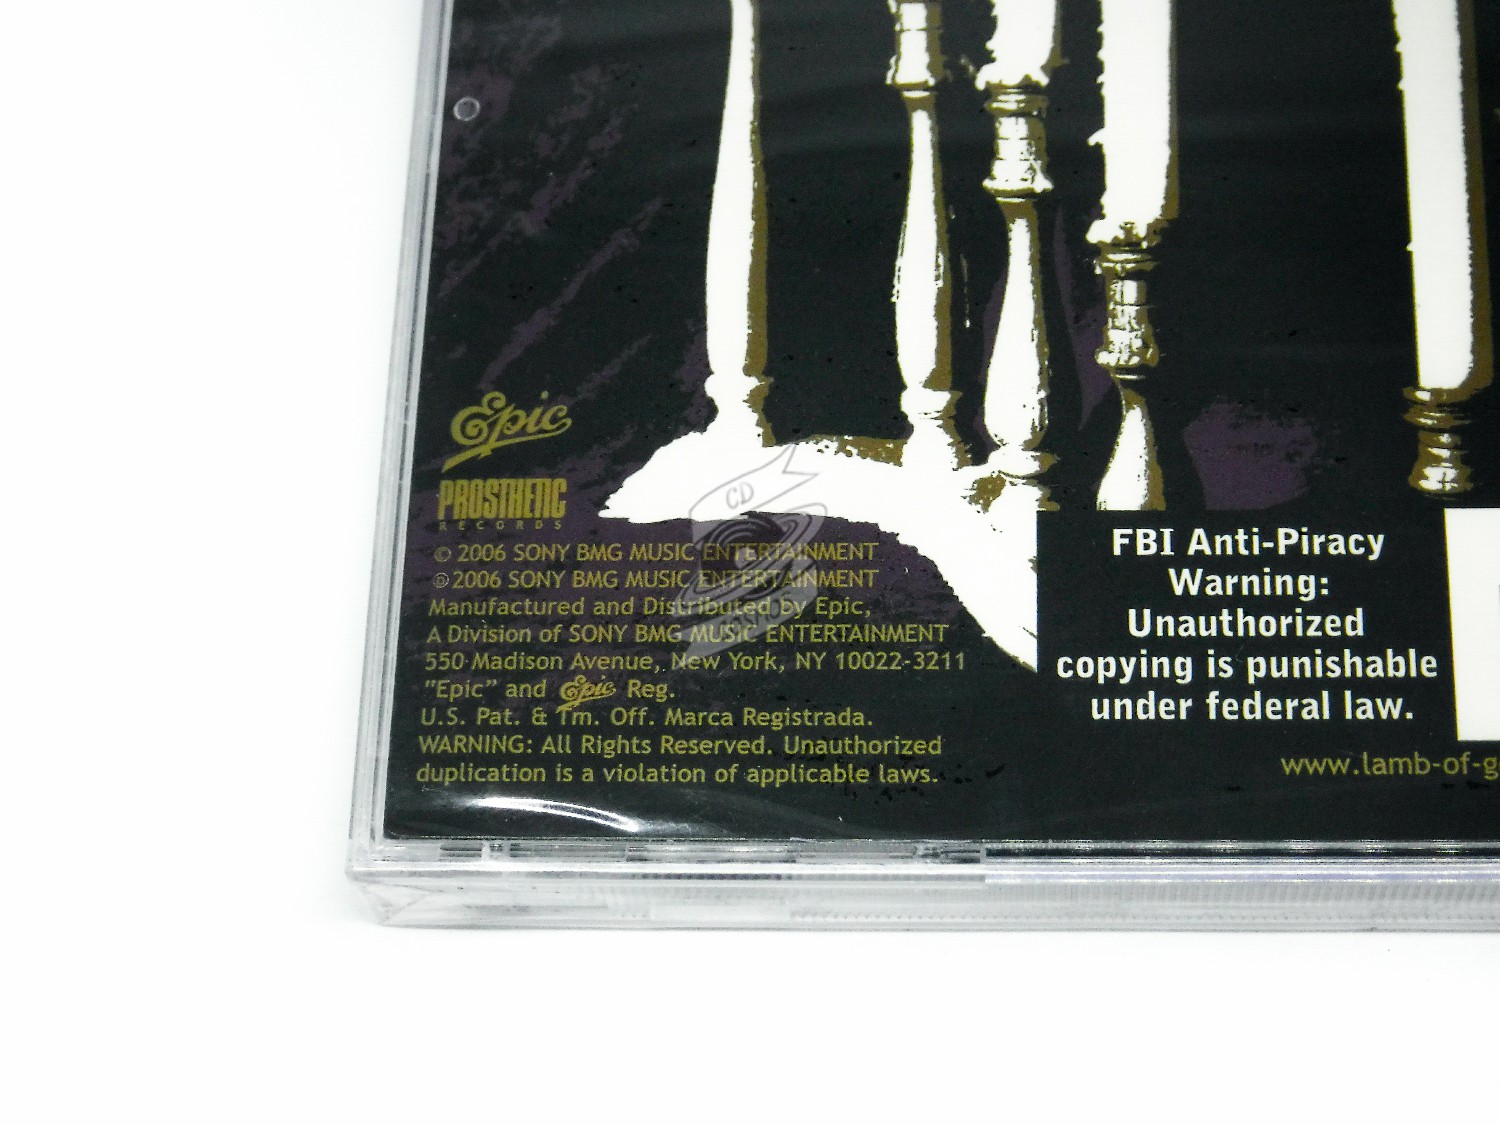 Epic
PROSTHETIC
RECORDS
© 2006 SONY BMG MUSIC ENTERTAINMENT
℗ 2006 SONY BMG MUSIC ENTERTAINMENT
Manufactured and Distributed by Epic,
A Division of SONY BMG MUSIC ENTERTAINMENT
550 Madison Avenue, New York, NY 10022-3211
"Epic" and Epic Reg.
U.S. Pat. & Tm. Off. Marca Registrada.
WARNING: All Rights Reserved. Unauthorized
duplication is a violation of applicable laws.
FBI Anti-Piracy
Warning:
Unauthorized
copying is punishable
under federal law.
www.lamb-of-g
CD